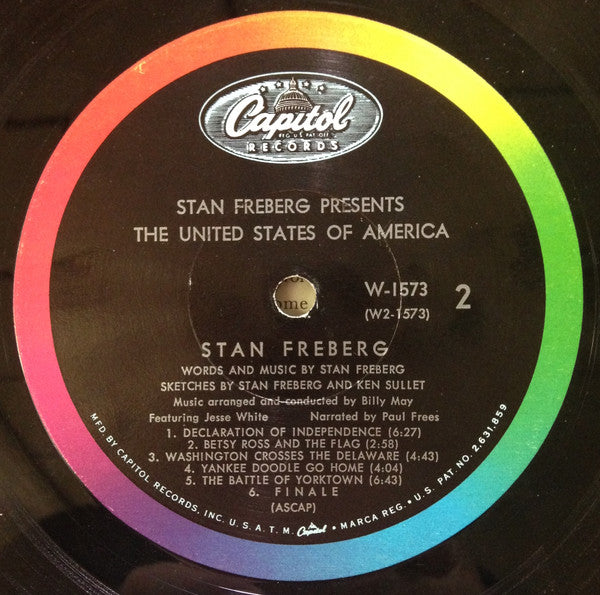 Capitol
REG. U.S. PAT. OFF.
RECORDS
STAN FREBERG PRESENTS
THE UNITED STATES OF AMERICA
W-1573
2
(W2-1573)
ome
STAN FREBERG
WORDS AND MUSIC BY STAN FREBERG
SKETCHES BY STAN FREBERG AND KEN SULLET
Music arranged and conducted by Billy May
Featuring Jesse White Narrated by Paul Frees
1. DECLARATION OF INDEPENDENCE (6:27)
2. BETSY ROSS AND THE FLAG (2:58)
3. WASHINGTON CROSSES THE DELAWARE (4:43)
4. YANKEE DOODLE GO HOME (4:04)
5. THE BATTLE OF YORKTOWN (6:43)
6. FINALE
(ASCAP)
MFD. BY CAPITOL RECORDS, INC. U.S.A. T.M. Capitol • MARCA REG. • U.S. PAT. NO. 2,631,859